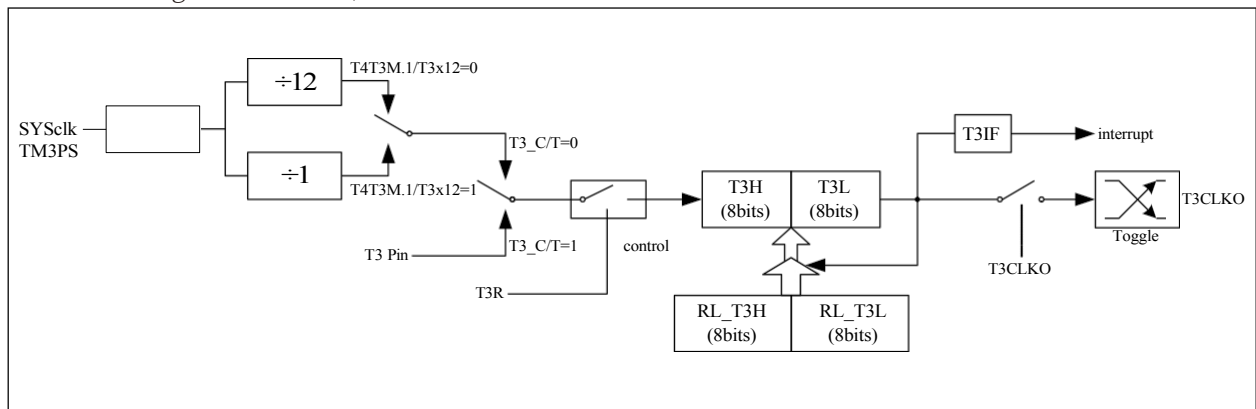 ÷12
T4T3M.1/T3x12=0
SYSclk
TM3PS
÷1
T4T3M.1/T3x12=1
T3_C/T=0
T3_C/T=1
T3 Pin
T3R
control
T3H
(8bits)
T3L
(8bits)
RL_T3H
(8bits)
RL_T3L
(8bits)
T3IF
interrupt
T3CLKO
Toggle
T3CLKO